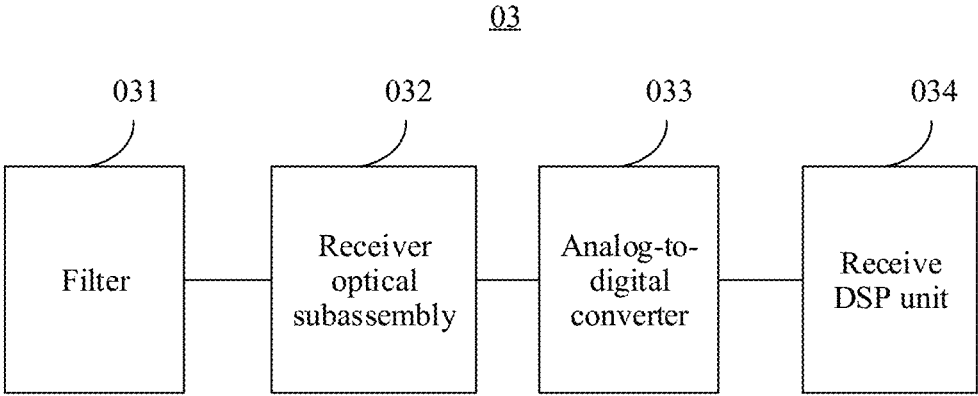 03
031
032
033
034
Filter
Receiver
optical
subassembly
Analog-to-
digital
converter
Receive
DSP unit